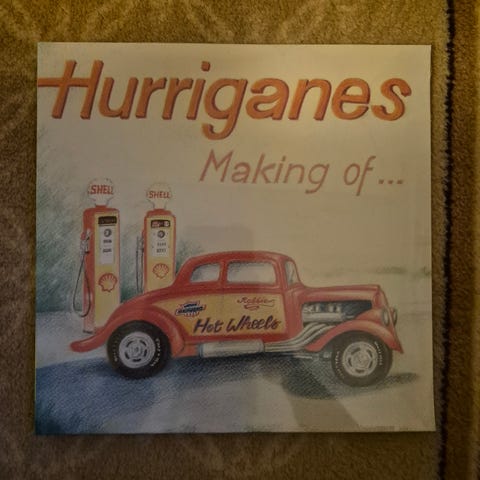 Hurriganes
Making of...
SHELL
SHELL
Hot Wheels